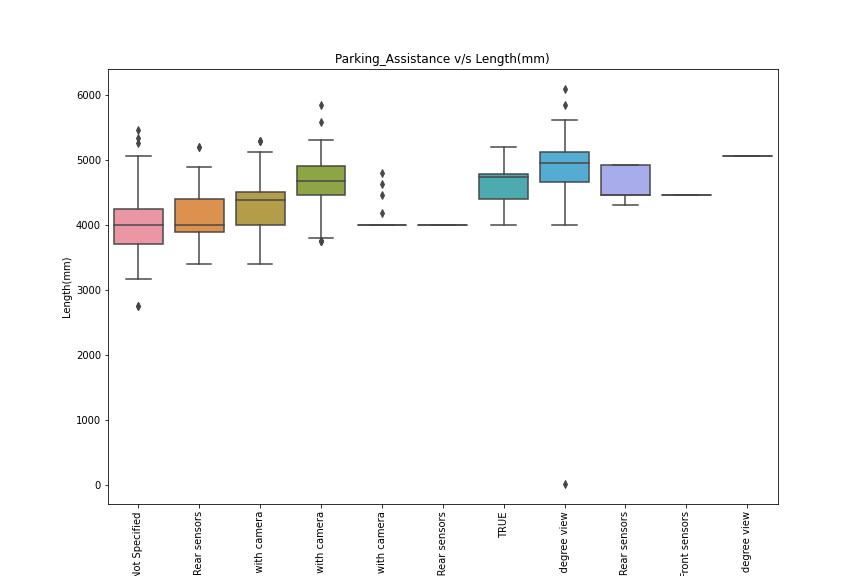 Parking_Assistance v/s Length(mm)
Length(mm)
6000
5000
4000
3000
2000
1000
0
Not Specified
Rear sensors
with camera
with camera
with camera
Rear sensors
TRUE
degree view
Rear sensors
Front sensors
degree view